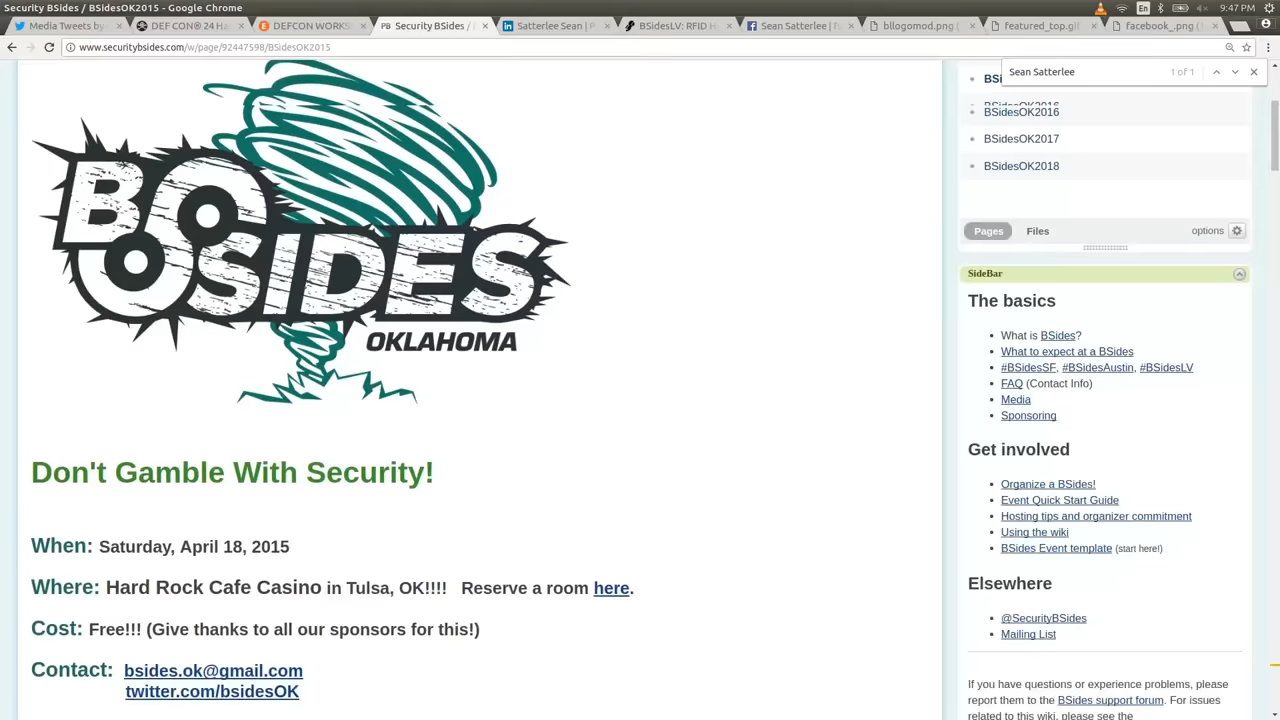 Security BSides / BSidesOK2015 - Google Chrome
En
9:47 PM
Media Tweets by
DEF CON® 24 Ha
DEFCON WORKS
Security BSides /
Satterlee Sean | P
BSidesLV: RFID H
Sean Satterlee | F
bllogomod.png (
featured_top.gif
facebook_.png (1
www.securitybsides.com/w/page/92447598/BSidesOK2015
Sean Satterlee
1 of 1
BSi
BSidesOK2016
BSidesOK2016
BSidesOK2017
BSidesOK2018
Pages
Files
options
BO
OSIDES
OKLAHOMA
Don't Gamble With Security!
When: Saturday, April 18, 2015
Where: Hard Rock Cafe Casino in Tulsa, OK!!!! Reserve a room here.
Cost: Free!!! (Give thanks to all our sponsors for this!)
Contact: bsides.ok@gmail.com
twitter.com/bsidesOK
SideBar
The basics
What is BSides?
What to expect at a BSides
#BSidesSF, #BSidesAustin, #BSidesLV
FAQ (Contact Info)
Media
Sponsoring
Get involved
Organize a BSides!
Event Quick Start Guide
Hosting tips and organizer commitment
Using the wiki
BSides Event template (start here!)
Elsewhere
@SecurityBSides
Mailing List
If you have questions or experience problems, please
report them to the BSides support forum. For issues
related to this wiki, please see the